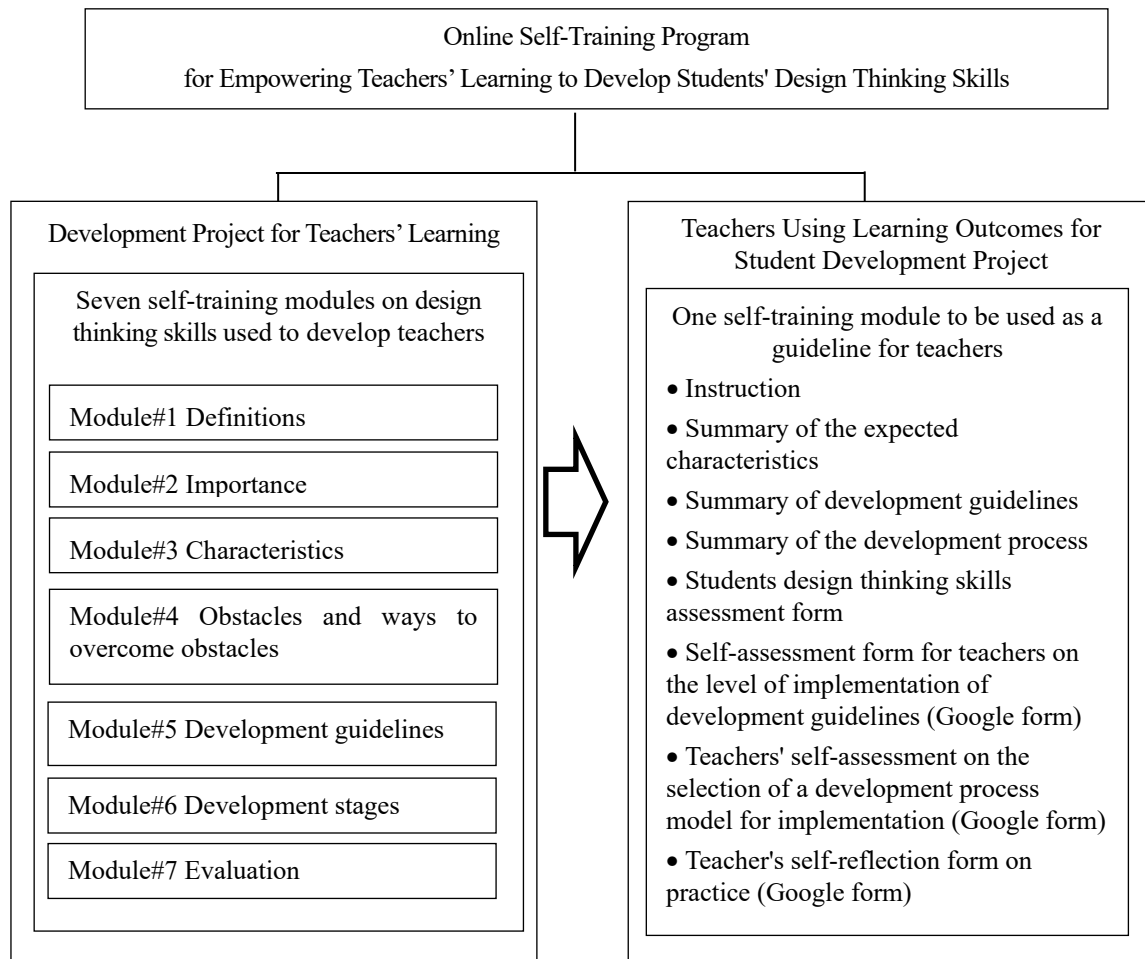 Online Self-Training Program
for Empowering Teachers’ Learning to Develop Students' Design Thinking Skills
Development Project for Teachers’ Learning
Seven self-training modules on design
thinking skills used to develop teachers
Module#1 Definitions
Module#2 Importance
Module#3 Characteristics
Module#4 Obstacles and ways to
overcome obstacles
Module#5 Development guidelines
Module#6 Development stages
Module#7 Evaluation
Teachers Using Learning Outcomes for
Student Development Project
One self-training module to be used as a
guideline for teachers
• Instruction
• Summary of the expected
characteristics
• Summary of development guidelines
• Summary of the development process
• Students design thinking skills
assessment form
• Self-assessment form for teachers on
the level of implementation of
development guidelines (Google form)
• Teachers' self-assessment on the
selection of a development process
model for implementation (Google form)
• Teacher's self-reflection form on
practice (Google form)